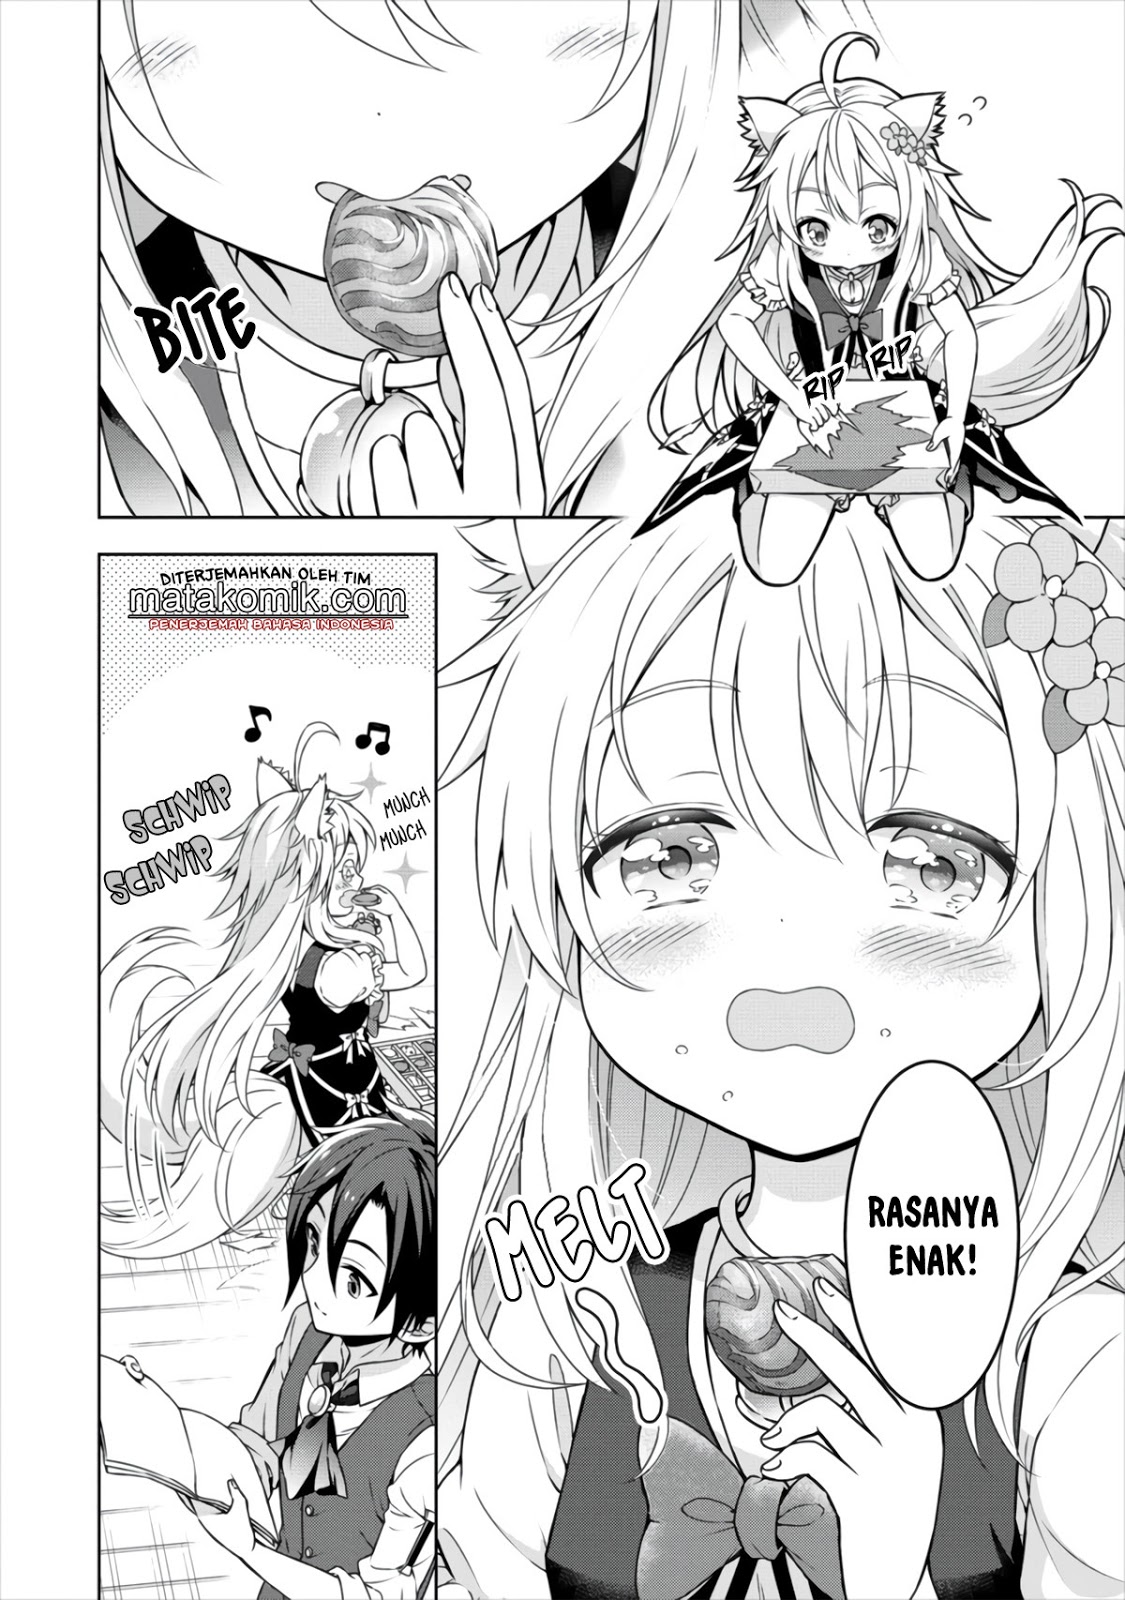 RIP
RIP
BITE
RASANYA
ENAK!
MELT
DITERJEMAHKAN OLEH TIM
matakomik.com
PENERJEMAH BAHASA INDONESIA
MUNCH
MUNCH
SCHWIP
SCHWIP